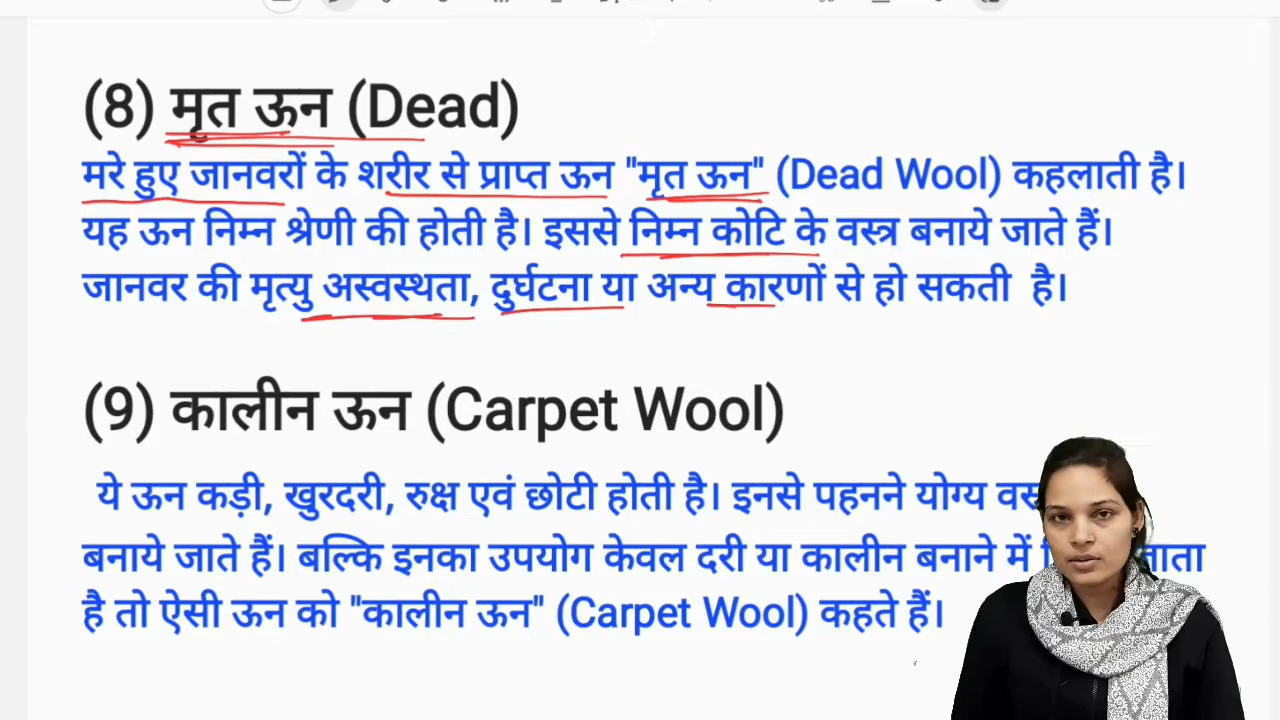 (8) मृत ऊन (Dead)
मरे हुए जानवरों के शरीर से प्राप्त ऊन "मृत ऊन" (Dead Wool) कहलाती है।
यह ऊन निम्न श्रेणी की होती है। इससे निम्न कोटि के वस्त्र बनाये जाते हैं।
जानवर की मृत्यु अस्वस्थता, दुर्घटना या अन्य कारणों से हो सकती है।
(9) कालीन ऊन (Carpet Wool)
ये ऊन कड़ी, खुरदरी, रुक्ष एवं छोटी होती है। इनसे पहनने योग्य
बनाये जाते हैं। बल्कि इनका उपयोग केवल दरी या कालीन बनाने में
है तो ऐसी ऊन को "कालीन ऊन" (Carpet Wool) कहते हैं।